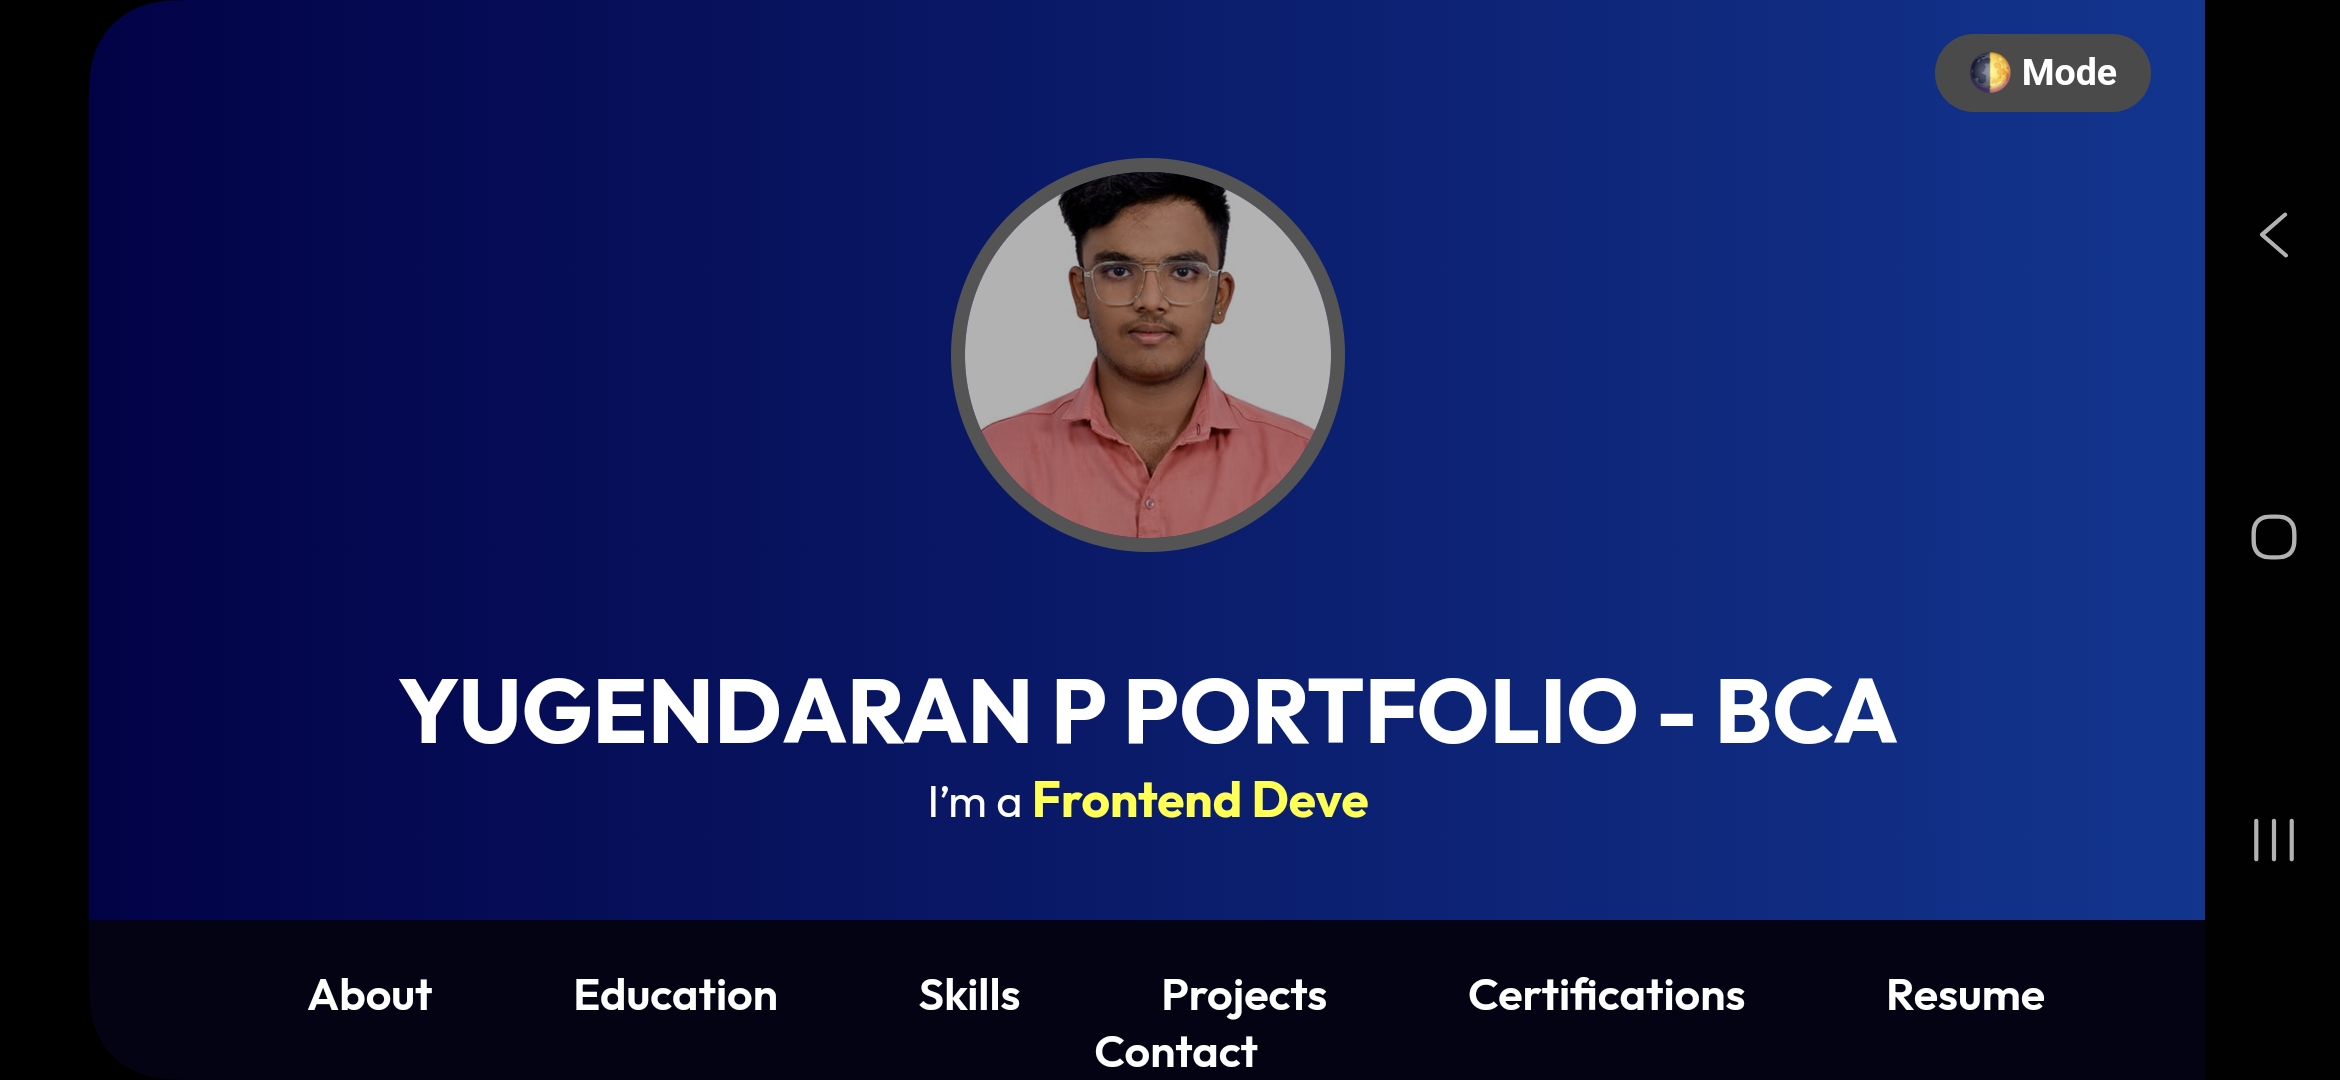 Mode
YUGENDARAN P PORTFOLIO - BCA
I’m a Frontend Deve
About Education Skills Projects Certifications Resume
Contact